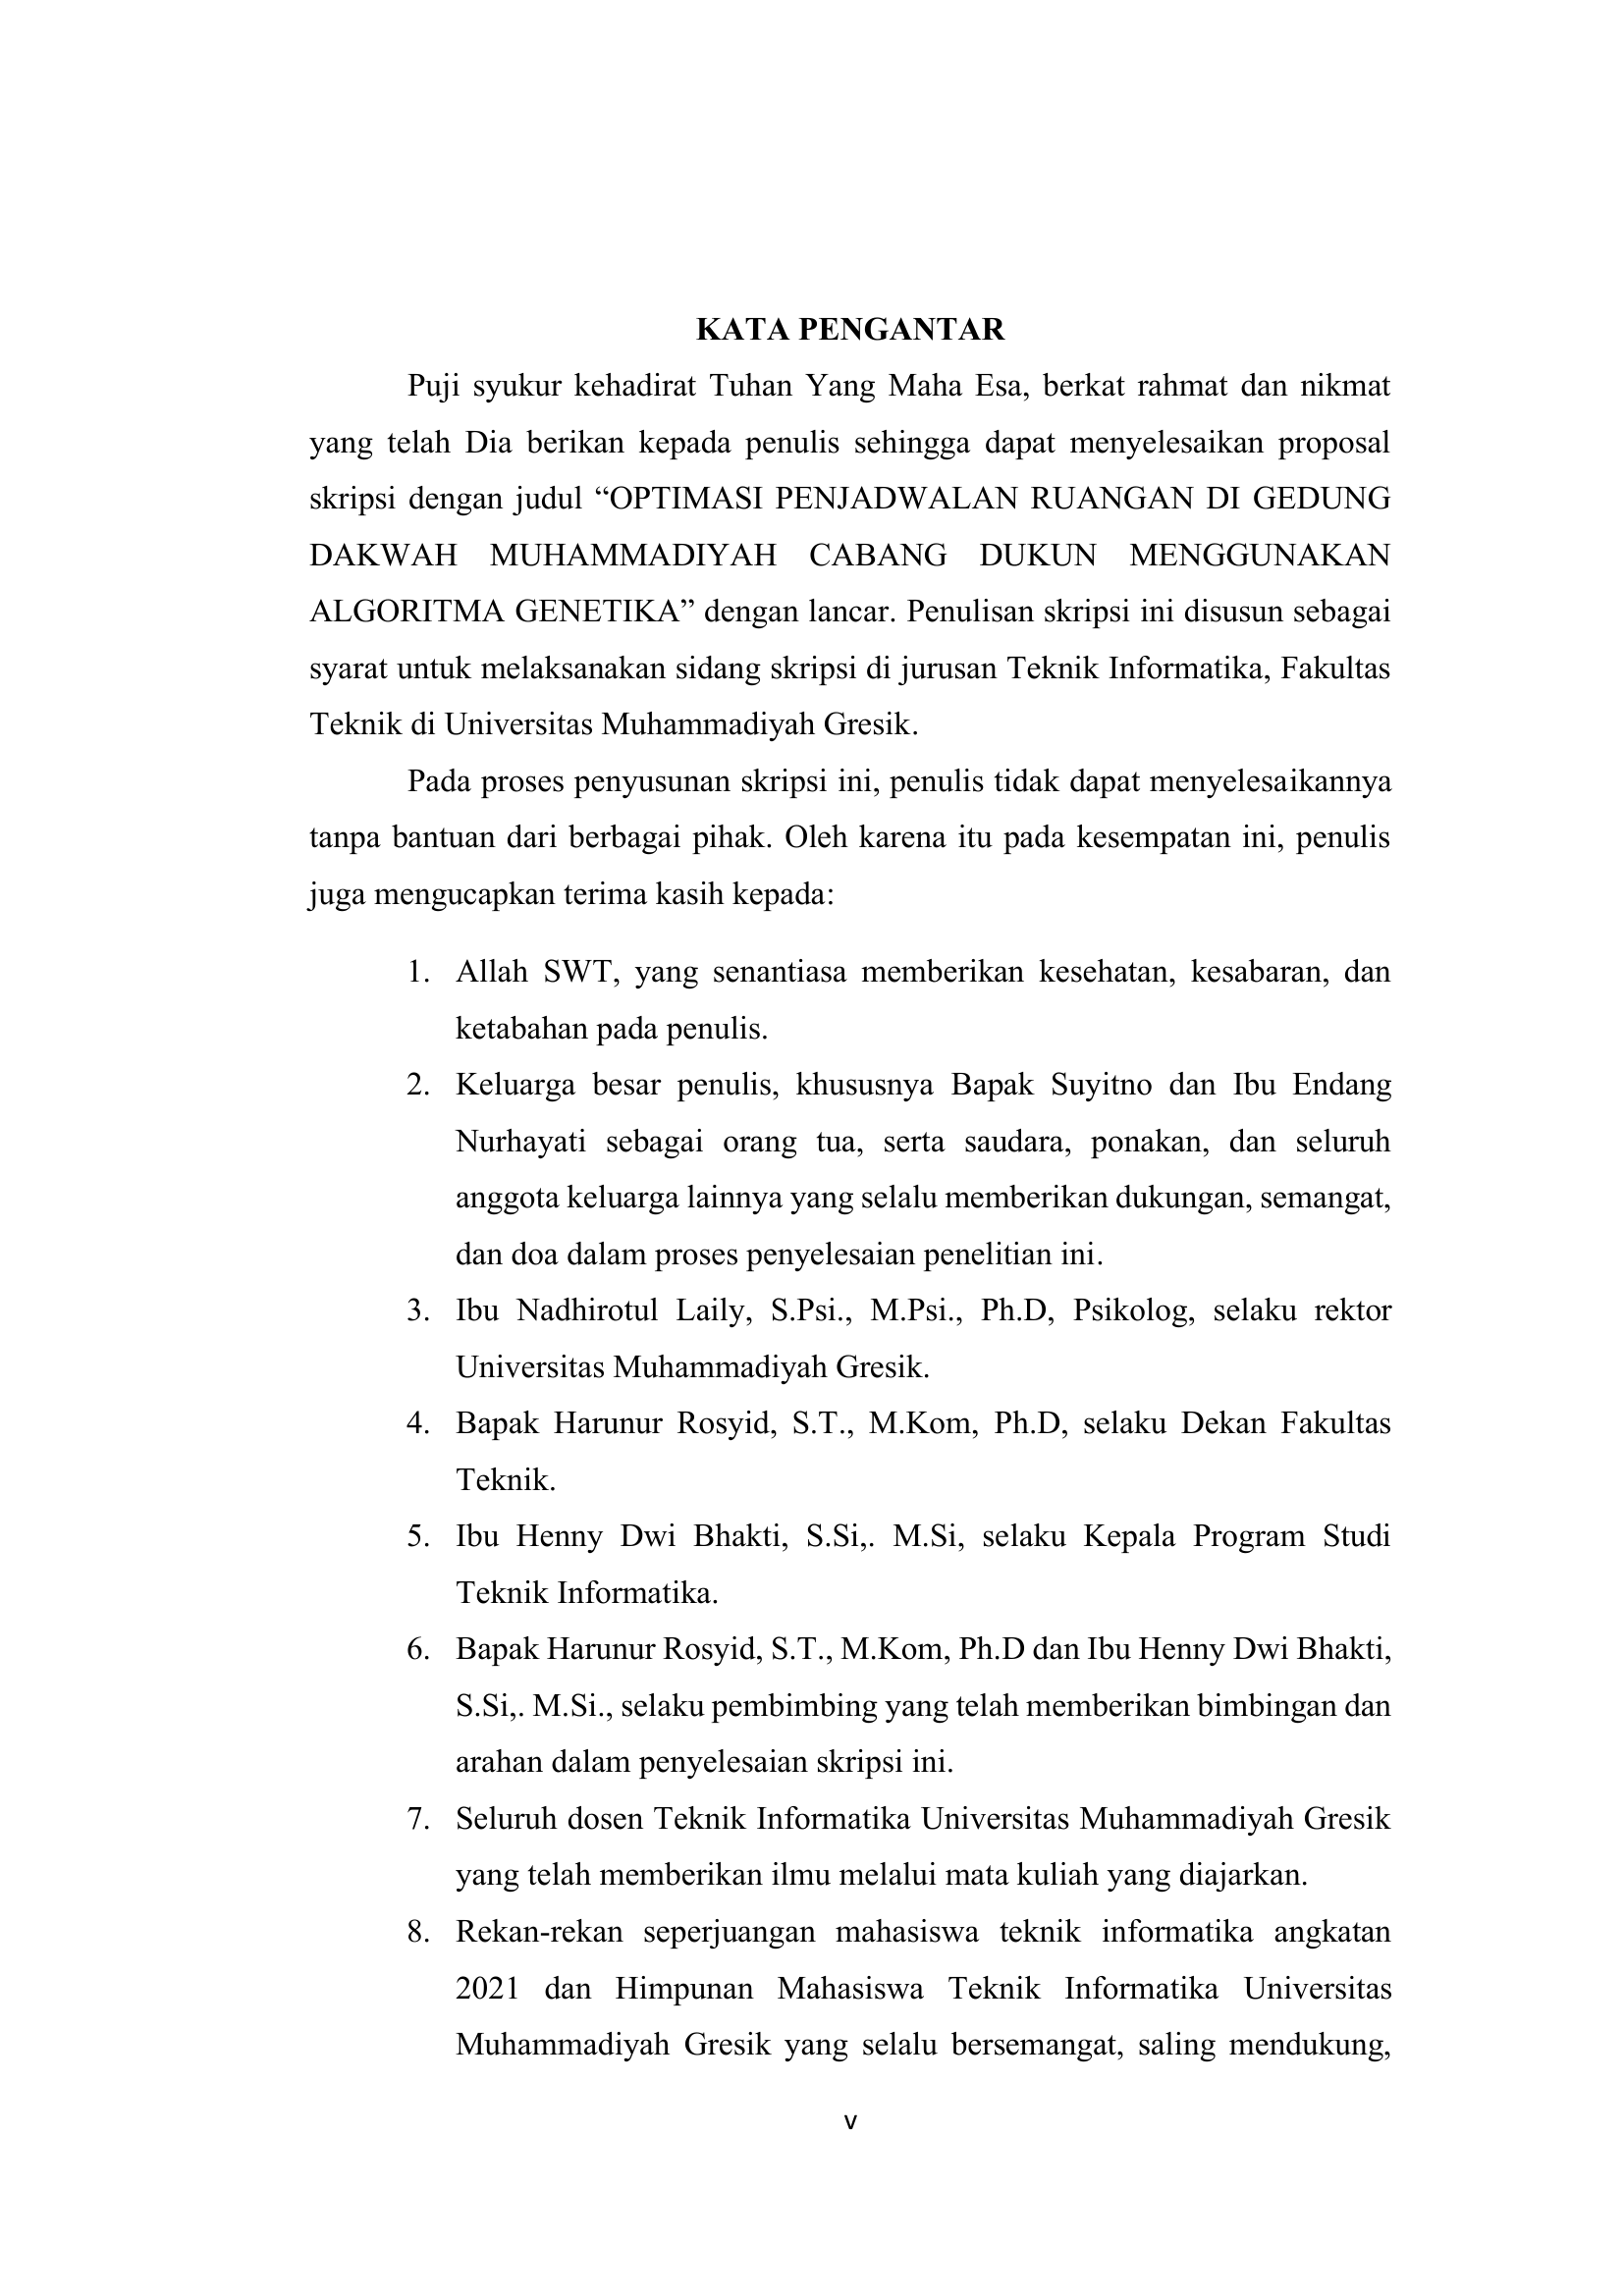 KATA PENGANTAR
Puji syukur kehadirat Tuhan Yang Maha Esa, berkat rahmat dan nikmat
yang telah Dia berikan kepada penulis sehingga dapat menyelesaikan proposal
skripsi dengan judul “OPTIMASI PENJADWALAN RUANGAN DI GEDUNG
DAKWAH MUHAMMADIYAH CABANG DUKUN MENGGUNAKAN
ALGORITMA GENETIKA” dengan lancar. Penulisan skripsi ini disusun sebagai
syarat untuk melaksanakan sidang skripsi di jurusan Teknik Informatika, Fakultas
Teknik di Universitas Muhammadiyah Gresik.
Pada proses penyusunan skripsi ini, penulis tidak dapat menyelesaikannya
tanpa bantuan dari berbagai pihak. Oleh karena itu pada kesempatan ini, penulis
juga mengucapkan terima kasih kepada:
1. Allah SWT, yang senantiasa memberikan kesehatan, kesabaran, dan
ketabahan pada penulis.
2. Keluarga besar penulis, khususnya Bapak Suyitno dan Ibu Endang
Nurhayati sebagai orang tua, serta saudara, ponakan, dan seluruh
anggota keluarga lainnya yang selalu memberikan dukungan, semangat,
dan doa dalam proses penyelesaian penelitian ini.
3. Ibu Nadhirotul Laily, S.Psi., M.Psi., Ph.D, Psikolog, selaku rektor
Universitas Muhammadiyah Gresik.
4. Bapak Harunur Rosyid, S.T., M.Kom, Ph.D, selaku Dekan Fakultas
Teknik.
5. Ibu Henny Dwi Bhakti, S.Si,. M.Si, selaku Kepala Program Studi
Teknik Informatika.
6. Bapak Harunur Rosyid, S.T., M.Kom, Ph.D dan Ibu Henny Dwi Bhakti,
S.Si,. M.Si., selaku pembimbing yang telah memberikan bimbingan dan
arahan dalam penyelesaian skripsi ini.
7. Seluruh dosen Teknik Informatika Universitas Muhammadiyah Gresik
yang telah memberikan ilmu melalui mata kuliah yang diajarkan.
8. Rekan-rekan seperjuangan mahasiswa teknik informatika angkatan
2021 dan Himpunan Mahasiswa Teknik Informatika Universitas
Muhammadiyah Gresik yang selalu bersemangat, saling mendukung,
v